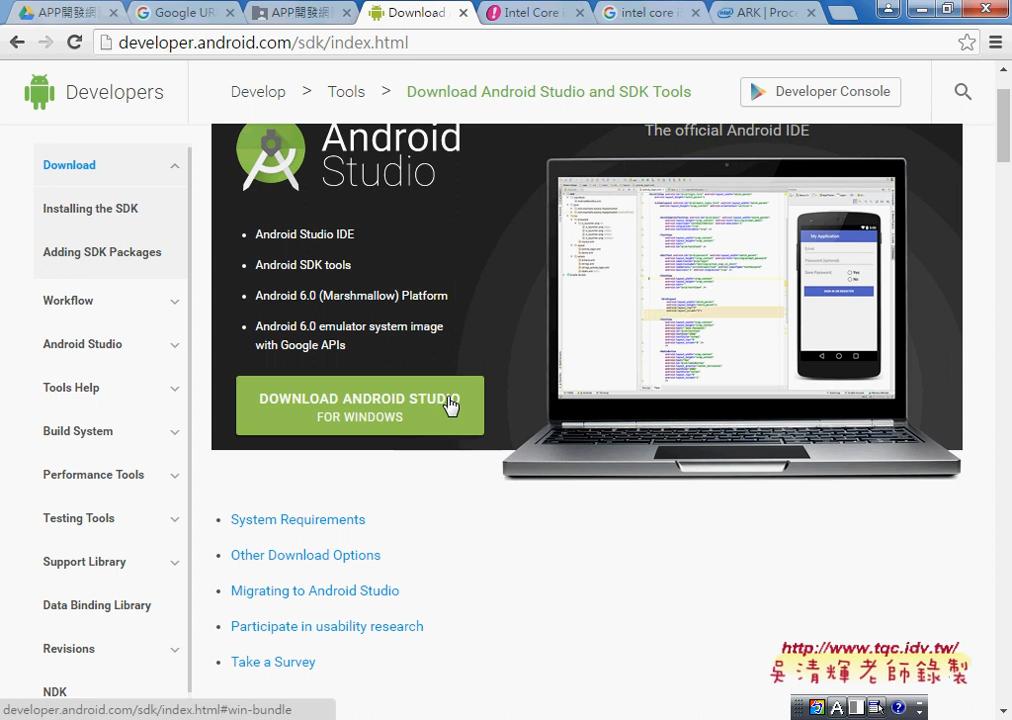 APP開發網
Google UR
APP開發網
Download
Intel Core i
intel core i
ARK | Proc
developer.android.com/sdk/index.html
Developers
Develop > Tools > Download Android Studio and SDK Tools
Developer Console
Download
Installing the SDK
Adding SDK Packages
Workflow
Android Studio
Tools Help
Build System
Performance Tools
Testing Tools
Support Library
Data Binding Library
Revisions
NDK
Android
Studio
The official Android IDE
Android Studio IDE
Android SDK tools
Android 6.0 (Marshmallow) Platform
Android 6.0 emulator system image
with Google APIs
DOWNLOAD ANDROID STUDIO
FOR WINDOWS
My Application
System Requirements
Other Download Options
Migrating to Android Studio
Participate in usability research
Take a Survey
http://www.tqc.idv.tw/
吳清輝老師錄製
developer.android.com/sdk/index.html#win-bundle